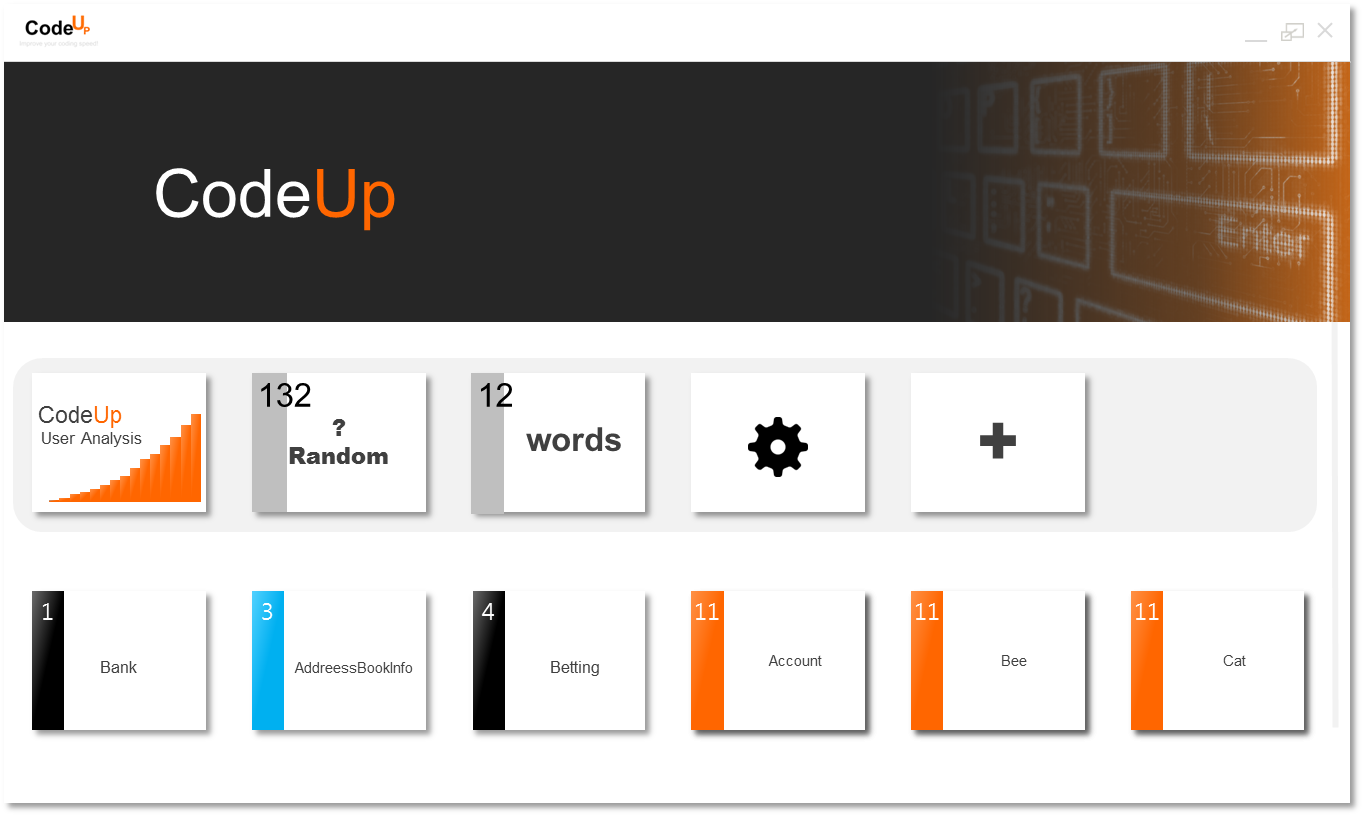 CodeUp
Improve your coding speed!!
CodeUp
Enter
CodeUp
User Analysis
132
?
Random
12
words
1
Bank
3
AddreessBookInfo
4
Betting
11
Account
11
Bee
11
Cat